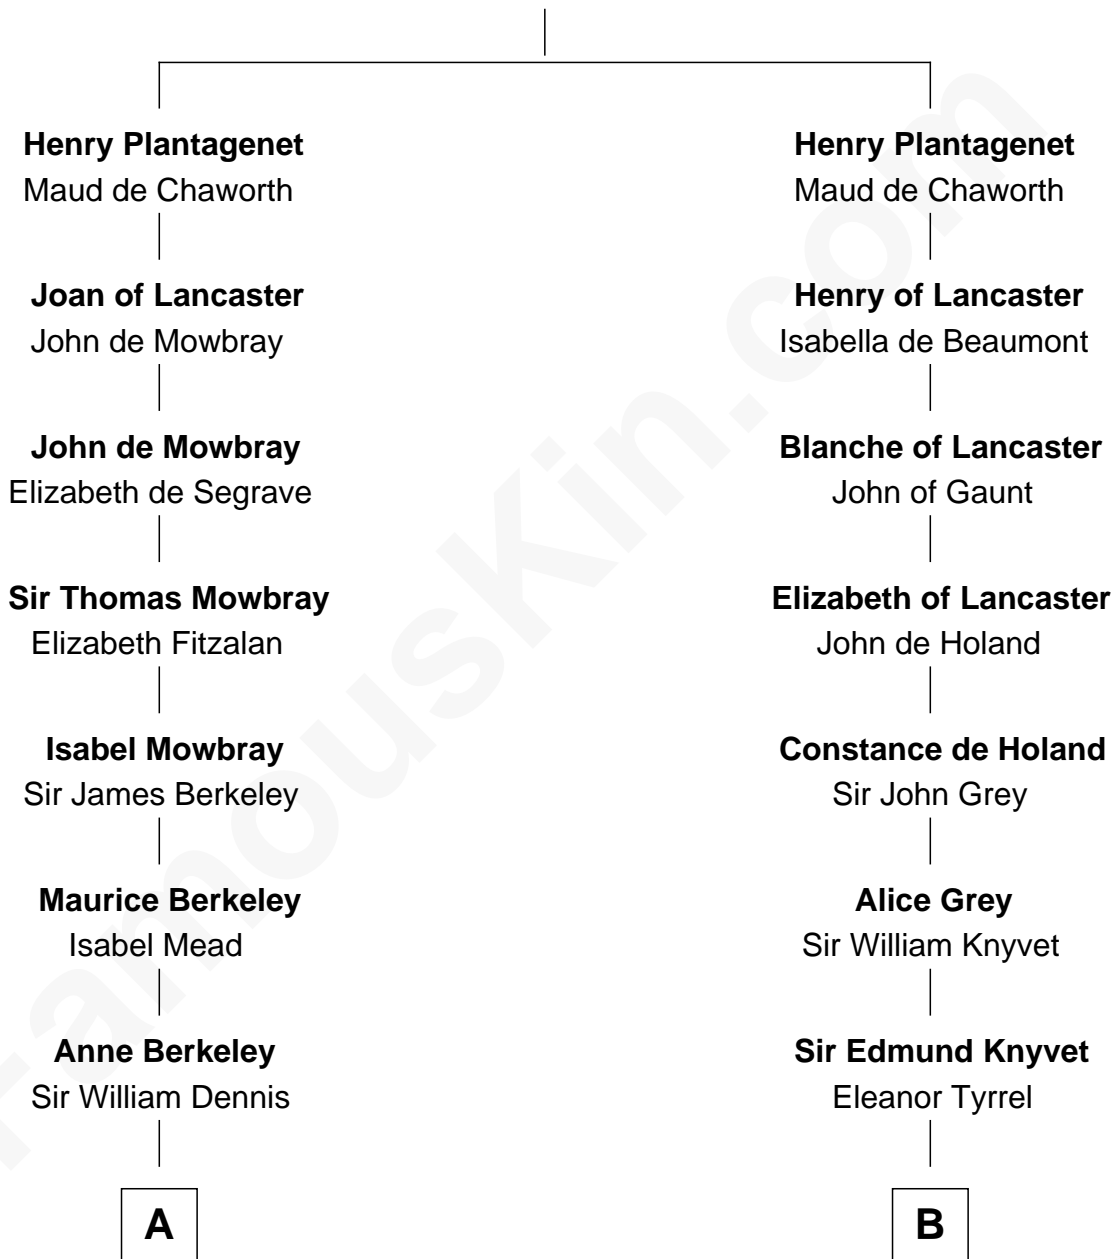 Henry Plantagenet
Maud de Chaworth
Joan of Lancaster
John de Mowbray
John de Mowbray
Elizabeth de Segrave
Sir Thomas Mowbray
Elizabeth Fitzalan
Isabel Mowbray
Sir James Berkeley
Maurice Berkeley
Isabel Mead
Anne Berkeley
Sir William Dennis
A
Henry Plantagenet
Maud de Chaworth
Henry of Lancaster
Isabella de Beaumont
Blanche of Lancaster
John of Gaunt
Elizabeth of Lancaster
John de Holand
Constance de Holand
Sir John Grey
Alice Grey
Sir William Knyvet
Sir Edmund Knyvet
Eleanor Tyrrel
B
FamousKin.com